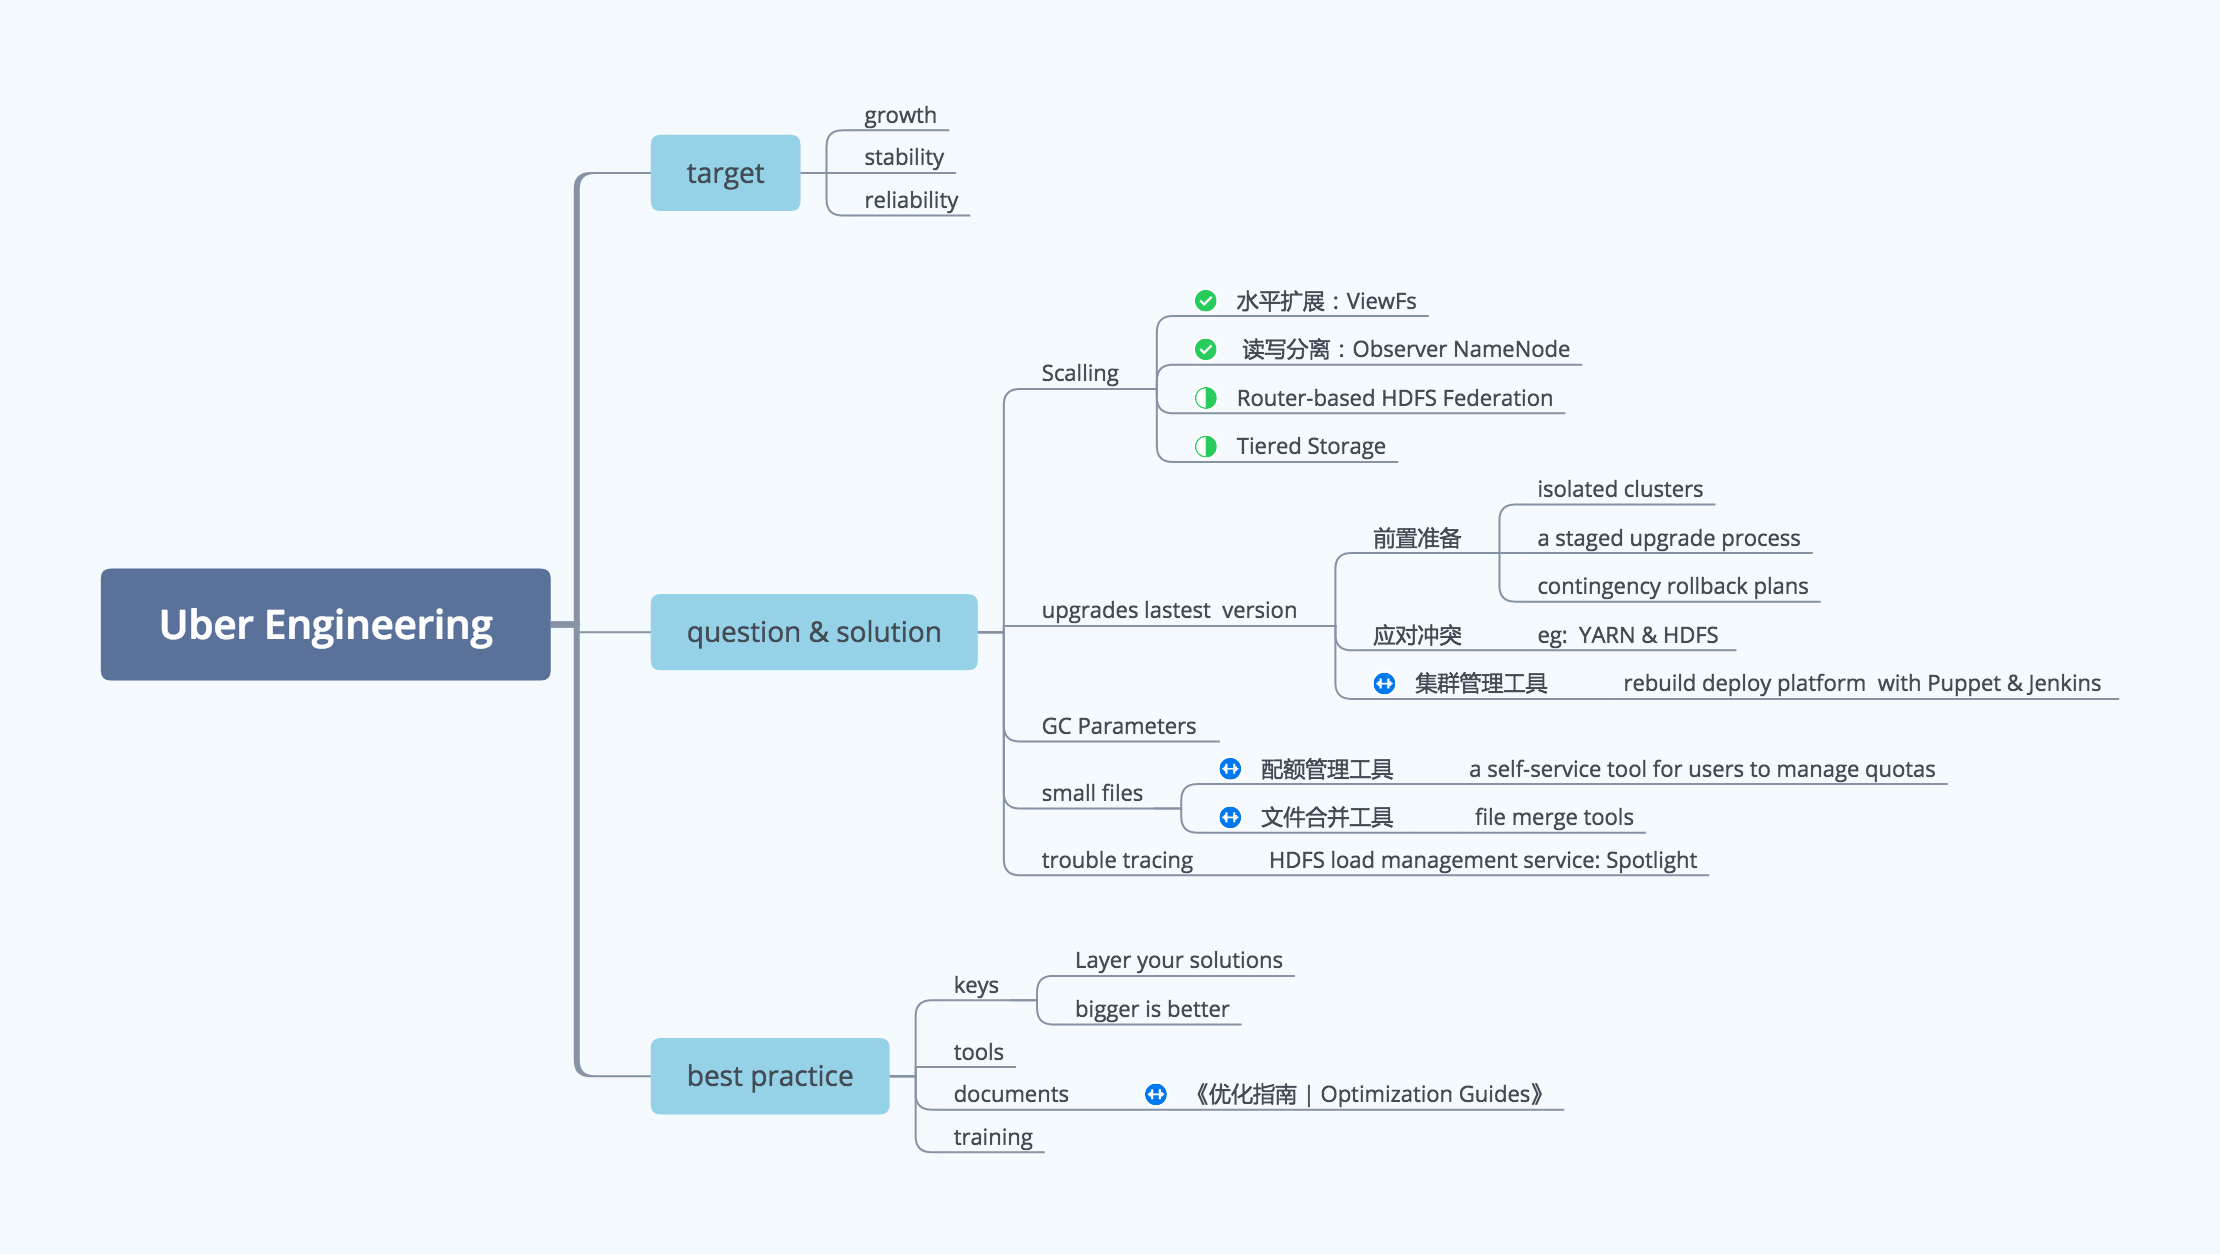 Uber Engineering
target
growth
stability
reliability
question & solution
Scalling
水平扩展：ViewFs
读写分离：Observer NameNode
Router-based HDFS Federation
Tiered Storage
upgrades lastest  version
前置准备
isolated clusters
a staged upgrade process
contingency rollback plans
应对冲突
eg:  YARN & HDFS
集群管理工具
rebuild deploy platform  with Puppet & Jenkins
GC Parameters
small files
配额管理工具
a self-service tool for users to manage quotas
文件合并工具
file merge tools
trouble tracing
HDFS load management service: Spotlight
best practice
keys
Layer your solutions
bigger is better
tools
documents
《优化指南 | Optimization Guides》
training